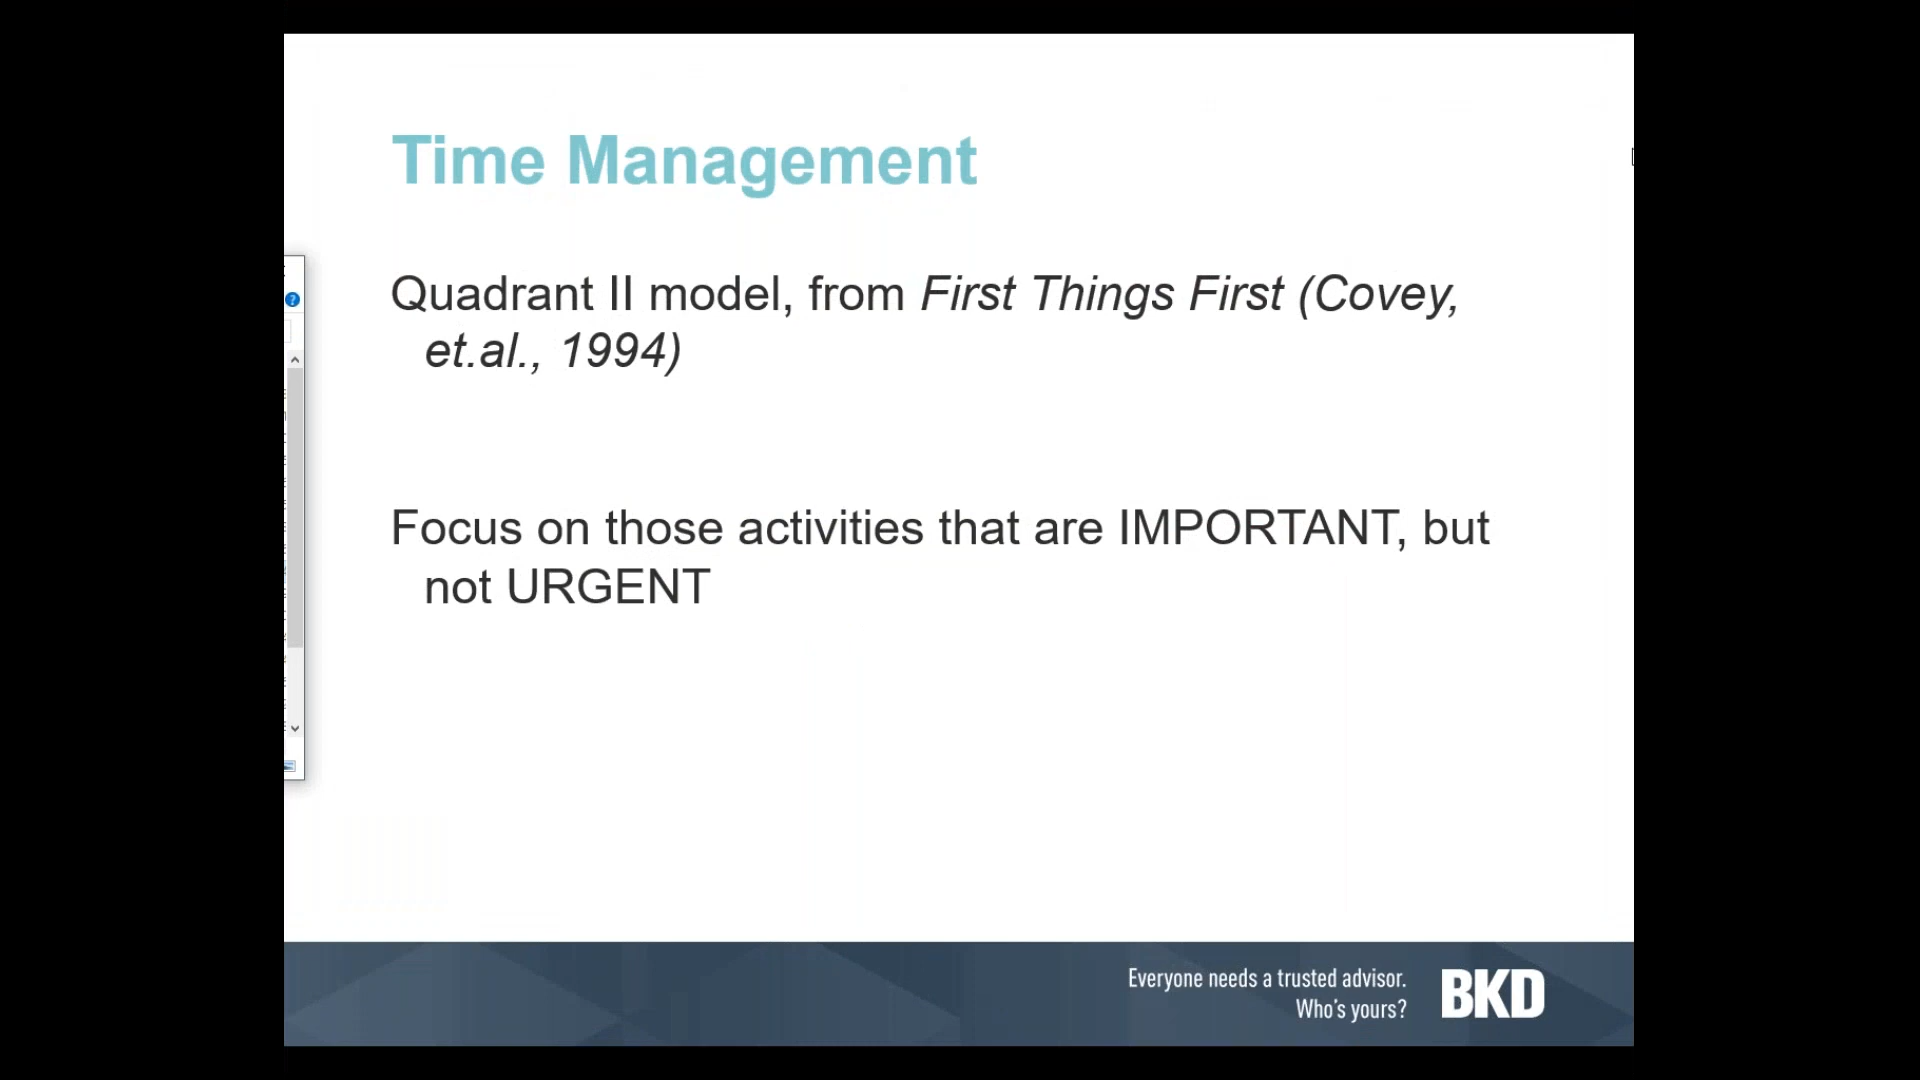 Time Management
Quadrant II model, from First Things First (Covey,
et.al., 1994)
Focus on those activities that are IMPORTANT, but
not URGENT
Everyone needs a trusted advisor.
Who's yours?
BKD